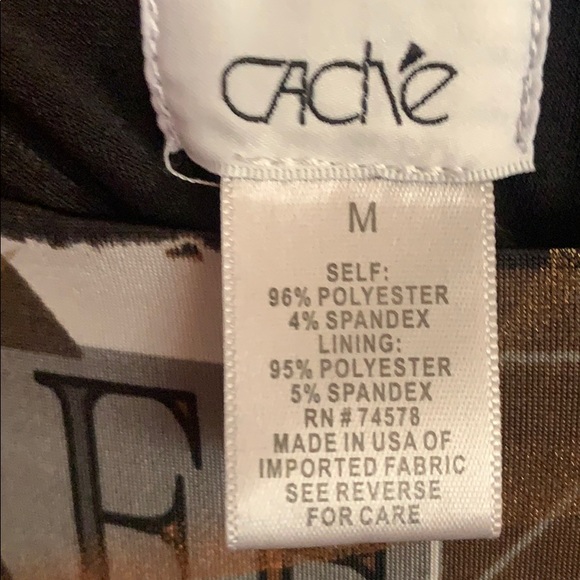 Caché
M
SELF:
96% POLYESTER
4% SPANDEX
LINING:
95% POLYESTER
5% SPANDEX
RN # 74578
MADE IN USA OF
IMPORTED FABRIC
SEE REVERSE
FOR CARE
E